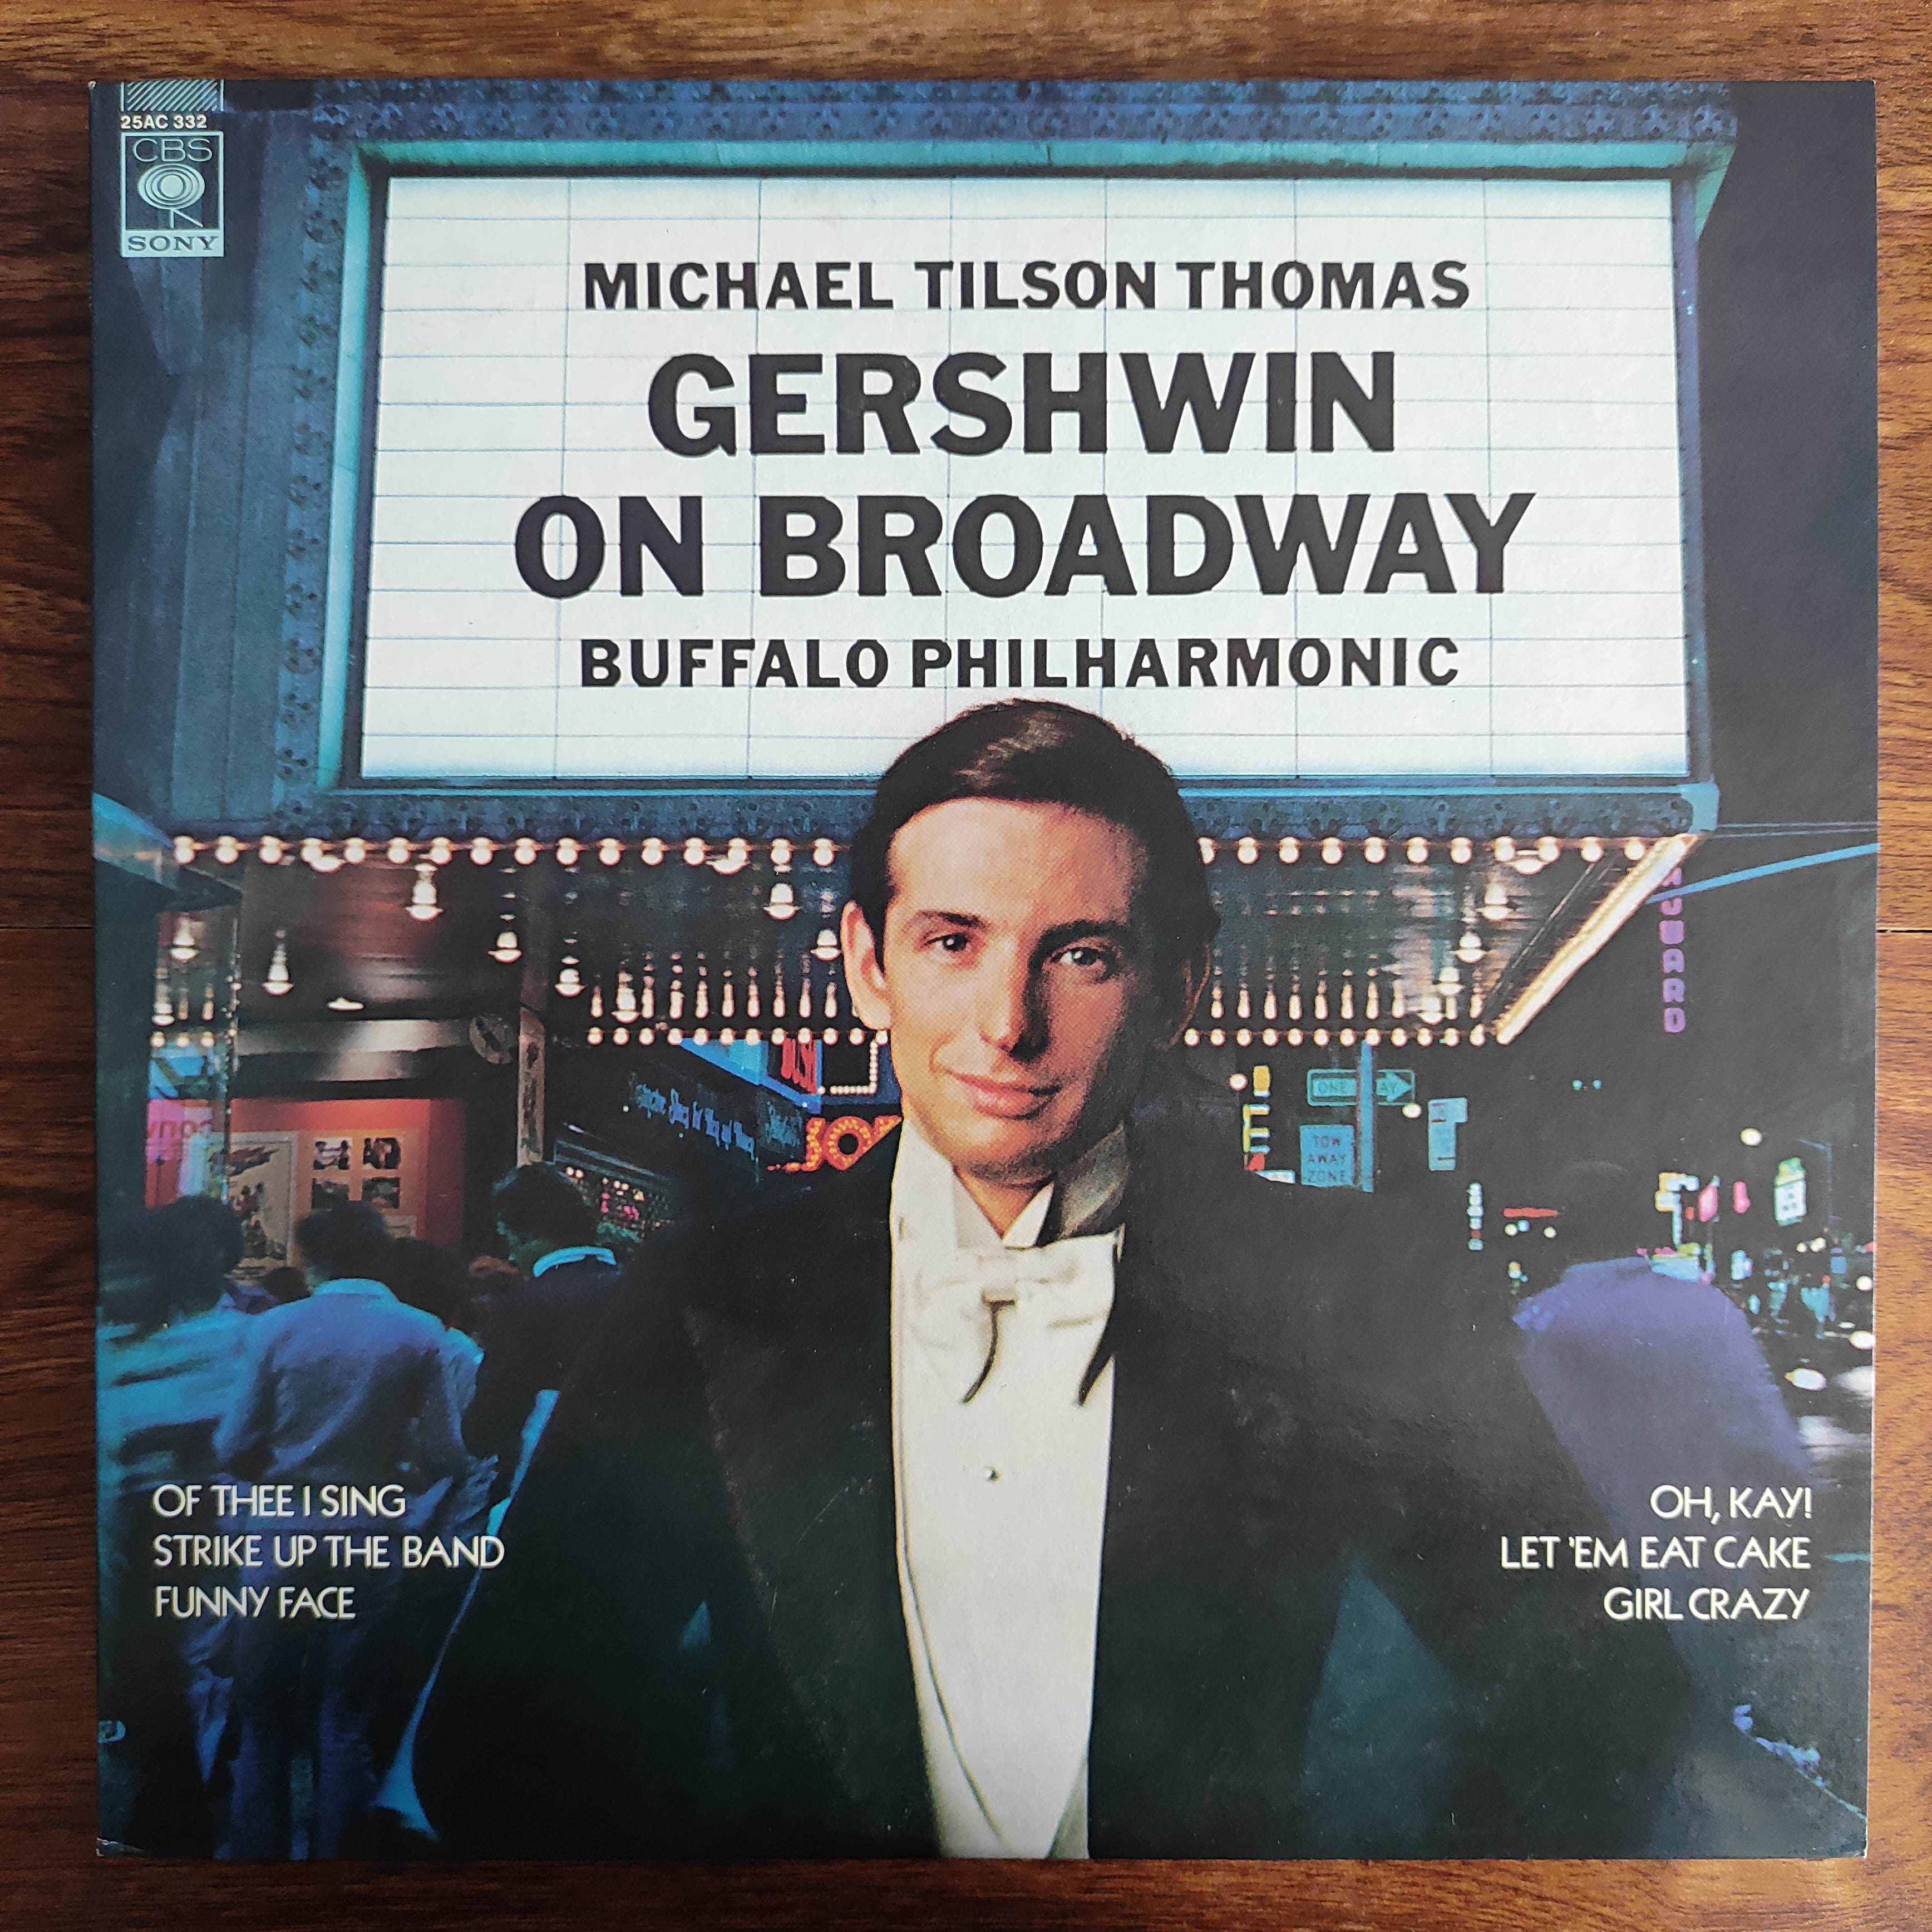 25AC 332
CBS
SONY
MICHAEL TILSON THOMAS
GERSHWIN
ON BROADWAY
BUFFALO PHILHARMONIC
ONE WAY
TOW
AWAY
ZONE
OF THEE I SING
STRIKE UP THE BAND
FUNNY FACE
OH, KAY!
LET 'EM EAT CAKE
GIRL CRAZY